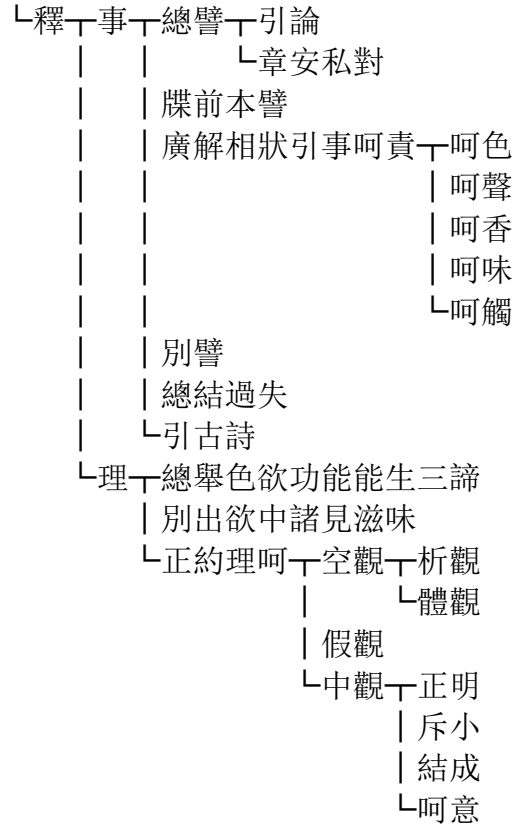 釋 事 總譬 引論
章安私對
牒前本譬
廣解相狀引事呵責 呵色
呵聲
呵香
呵味
呵觸
別譬
總結過失
引古詩
理 總舉色欲功能能生三諦
別出欲中諸見滋味
正約理呵 空觀 析觀
體觀
假觀
中觀 正明
斥小
結成
呵意